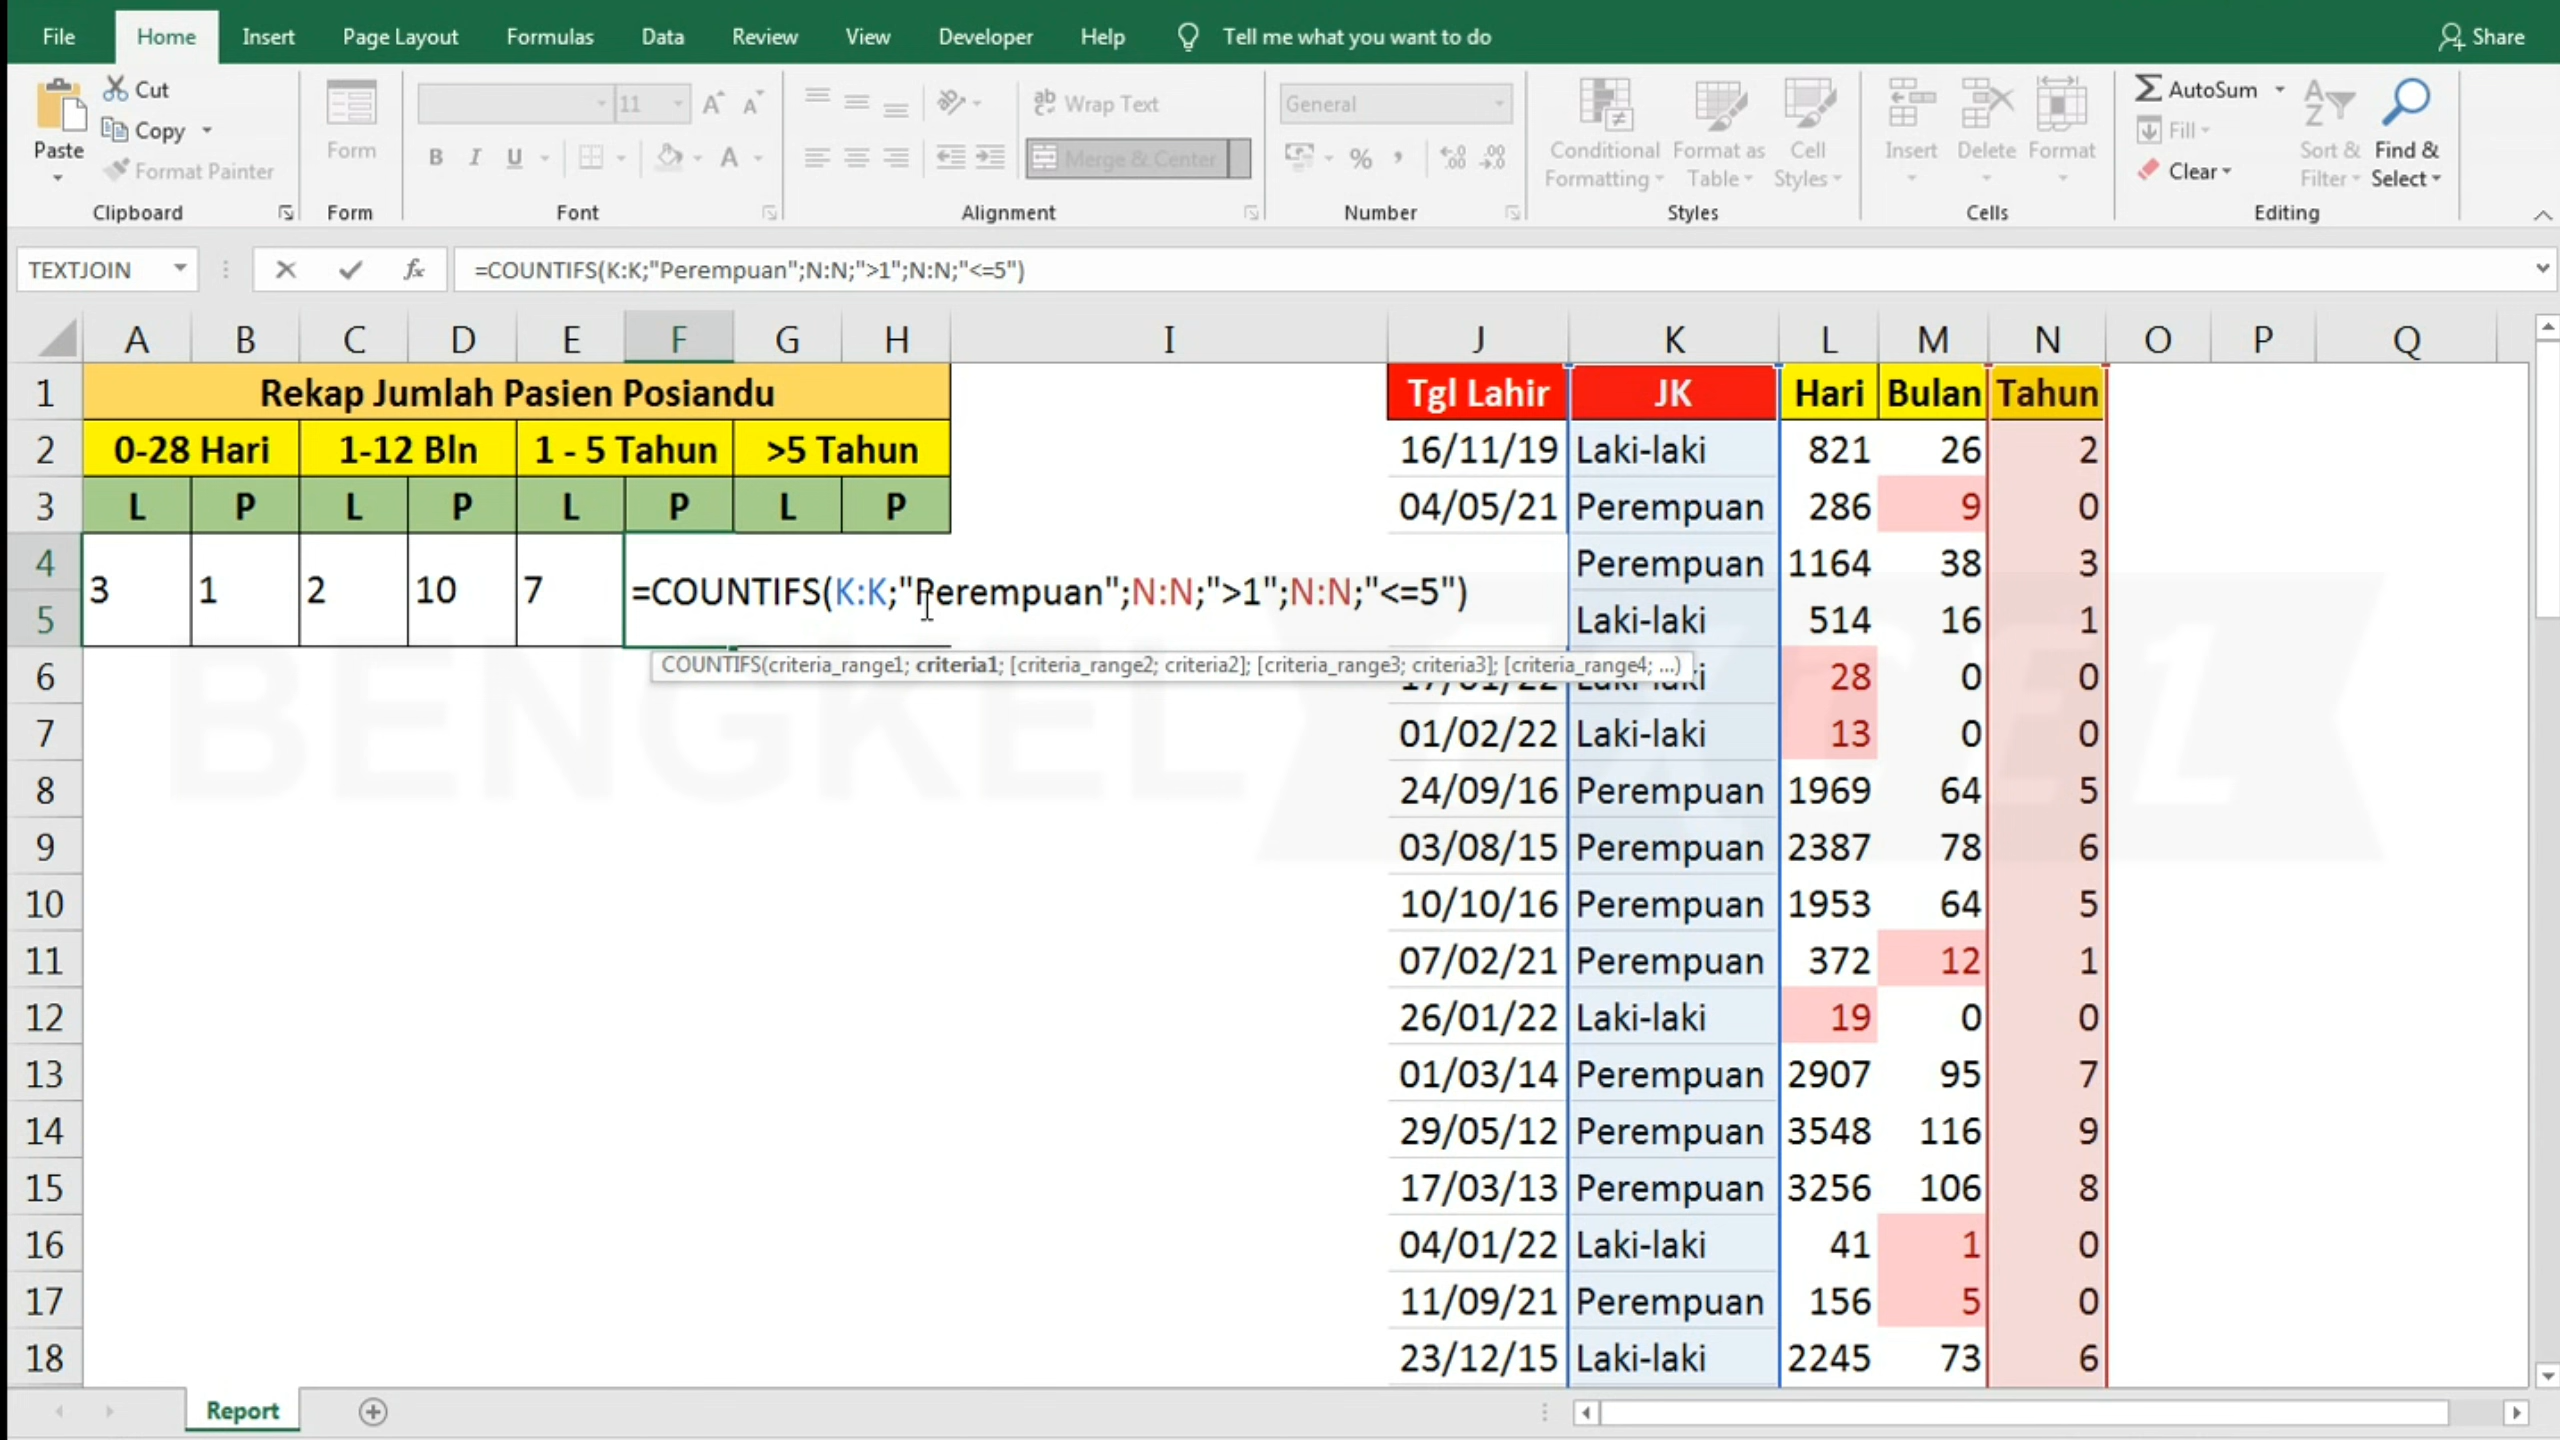 File Home Insert Page Layout Formulas Data Review View Developer Help Tell me what you want to do Share
Paste Cut Copy Format Painter Clipboard
Form Form
11 A A B I U A Font
ab Wrap Text Merge & Center Alignment
General % , .00 .00 Number
Conditional Formatting Format as Table Cell Styles Styles
Insert Delete Format Cells
AutoSum Fill Clear Sort & Filter Find & Select Editing
TEXTJOIN fx =COUNTIFS(K:K;"Perempuan";N:N;">1";N:N;"<=5")
A B C D E F G H I J K L M N O P Q
1 Rekap Jumlah Pasien Posiandu Tgl Lahir JK Hari Bulan Tahun
2 0-28 Hari 1-12 Bln 1 - 5 Tahun >5 Tahun 16/11/19 Laki-laki 821 26 2
3 L P L P L P L P 04/05/21 Perempuan 286 9 0
4 Perempuan 1164 38 3
3 1 2 10 7 =COUNTIFS(K:K;"Perempuan";N:N;">1";N:N;"<=5")
5 Laki-laki 514 16 1
COUNTIFS(criteria_range1; criteria1; [criteria_range2; criteria2]; [criteria_range3; criteria3]; [criteria_range4; ...)
6 17/01/22 Laki-laki 28 0 0
7 01/02/22 Laki-laki 13 0 0
BENGKEL EXCEL
8 24/09/16 Perempuan 1969 64 5
9 03/08/15 Perempuan 2387 78 6
10 10/10/16 Perempuan 1953 64 5
11 07/02/21 Perempuan 372 12 1
12 26/01/22 Laki-laki 19 0 0
13 01/03/14 Perempuan 2907 95 7
14 29/05/12 Perempuan 3548 116 9
15 17/03/13 Perempuan 3256 106 8
16 04/01/22 Laki-laki 41 1 0
17 11/09/21 Perempuan 156 5 0
18 23/12/15 Laki-laki 2245 73 6
Report